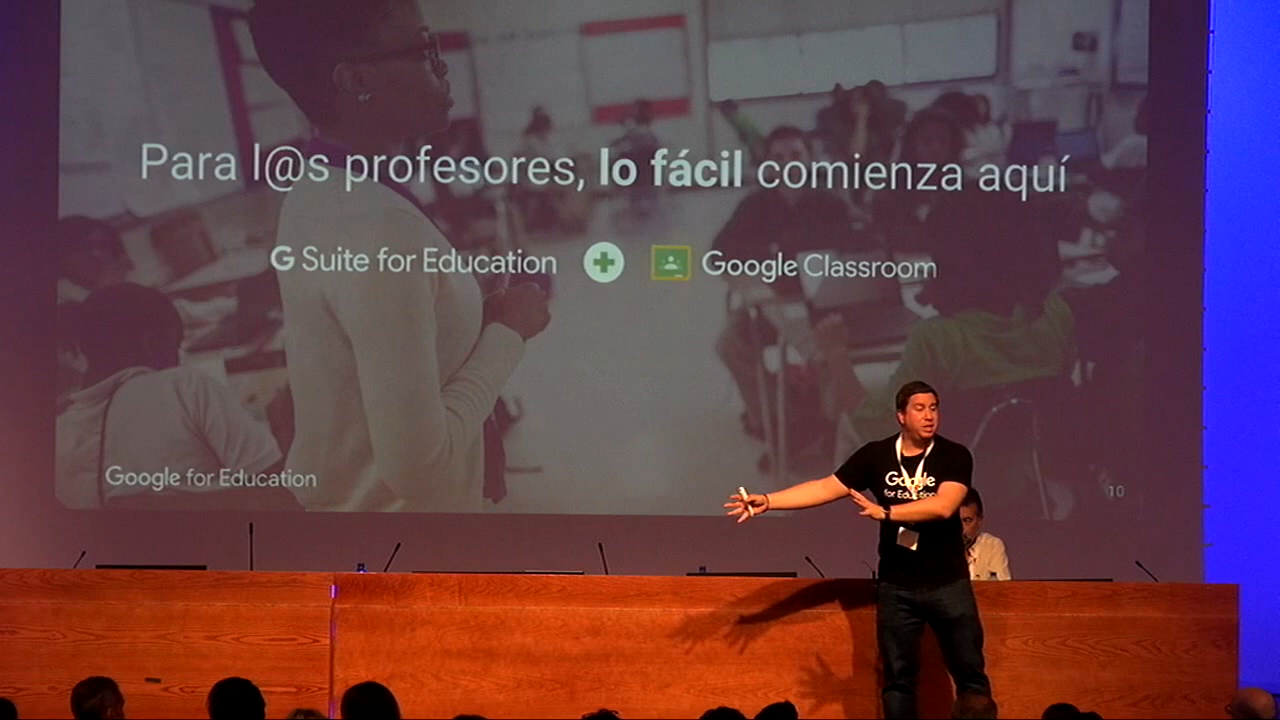 Para l@s profesores, lo fácil comienza aquí
G Suite for Education
Google Classroom
Google for Education
10
Google
for Education